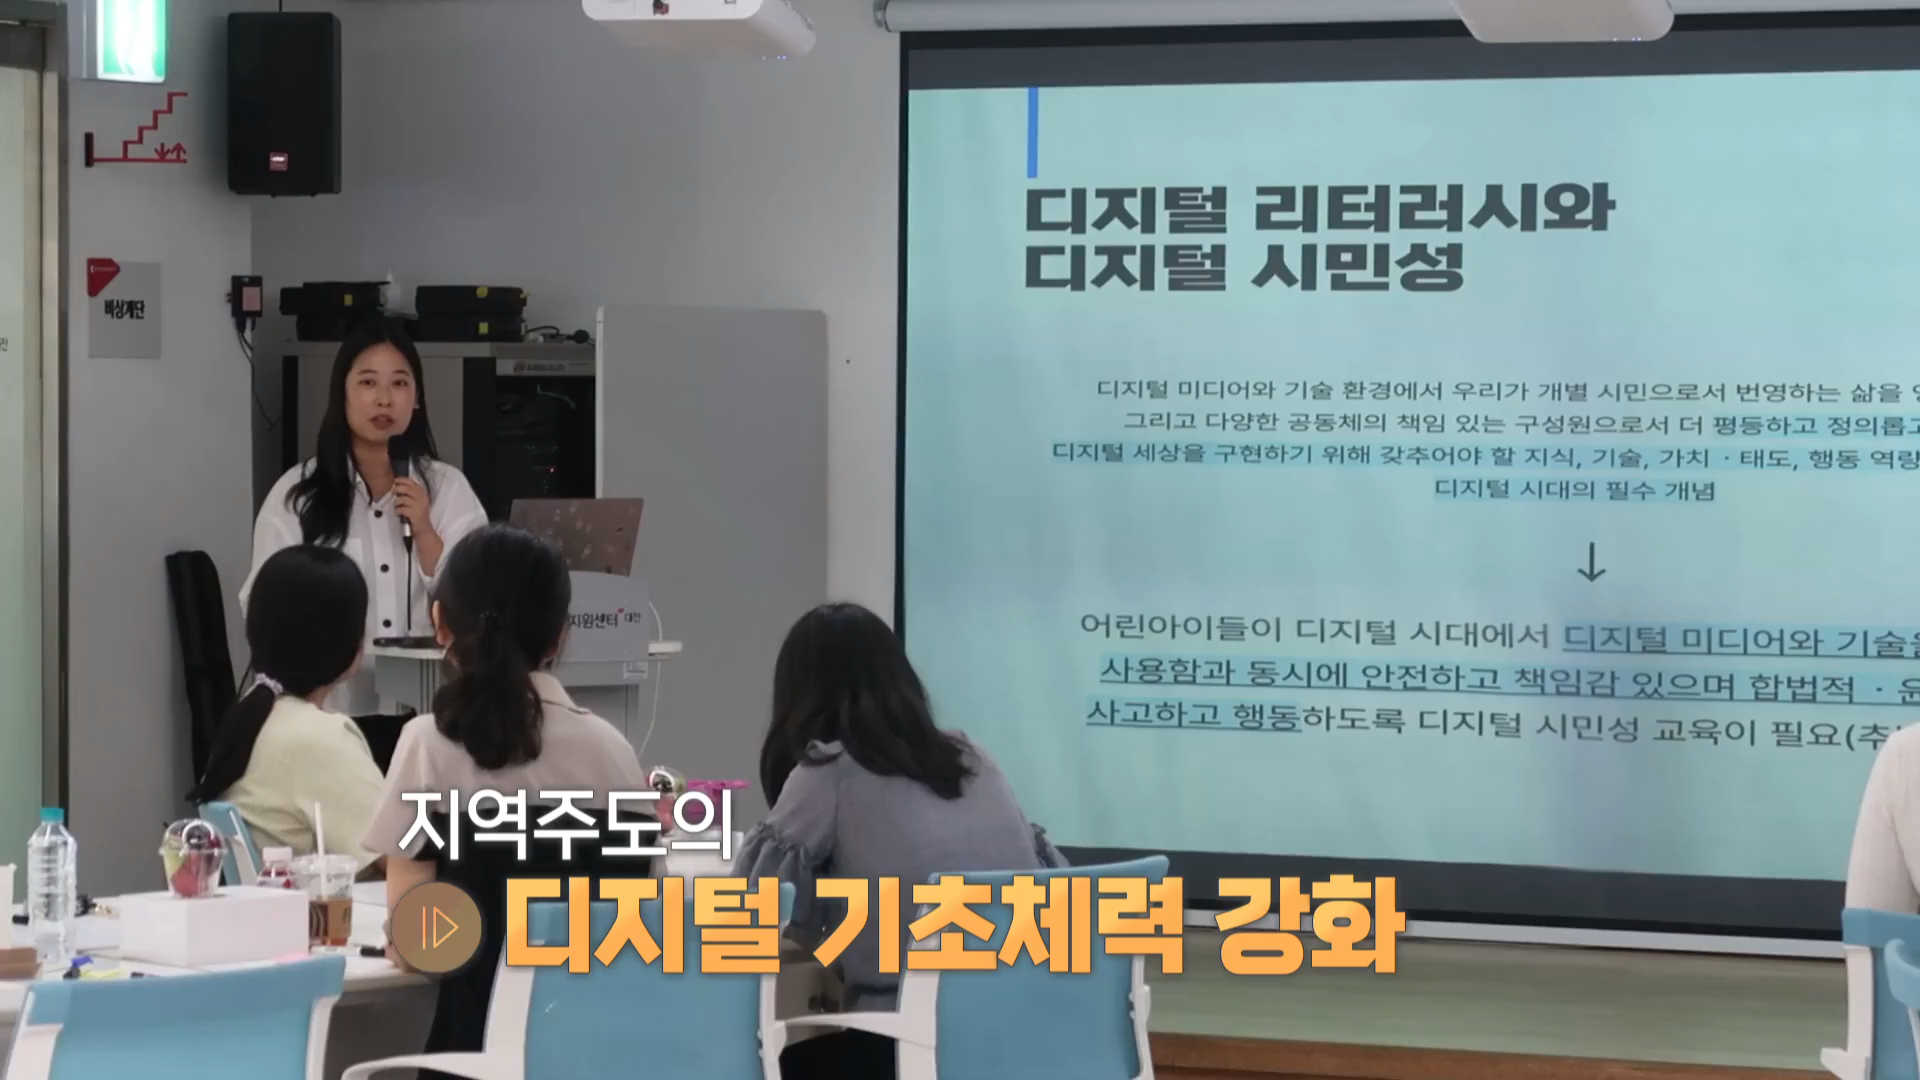 비상계단
디지털 리터러시와
디지털 시민성
디지털 미디어와 기술 환경에서 우리가 개별 시민으로서 번영하는 삶을
그리고 다양한 공동체의 책임 있는 구성원으로서 더 평등하고 정의롭고
디지털 세상을 구현하기 위해 갖추어야 할 지식, 기술, 가치 · 태도, 행동 역량
디지털 시대의 필수 개념
↓
어린아이들이 디지털 시대에서 디지털 미디어와 기술을
사용함과 동시에 안전하고 책임감 있으며 합법적 · 윤
사고하고 행동하도록 디지털 시민성 교육이 필요(추
지원센터 대전
지역주도의
디지털 기초체력 강화